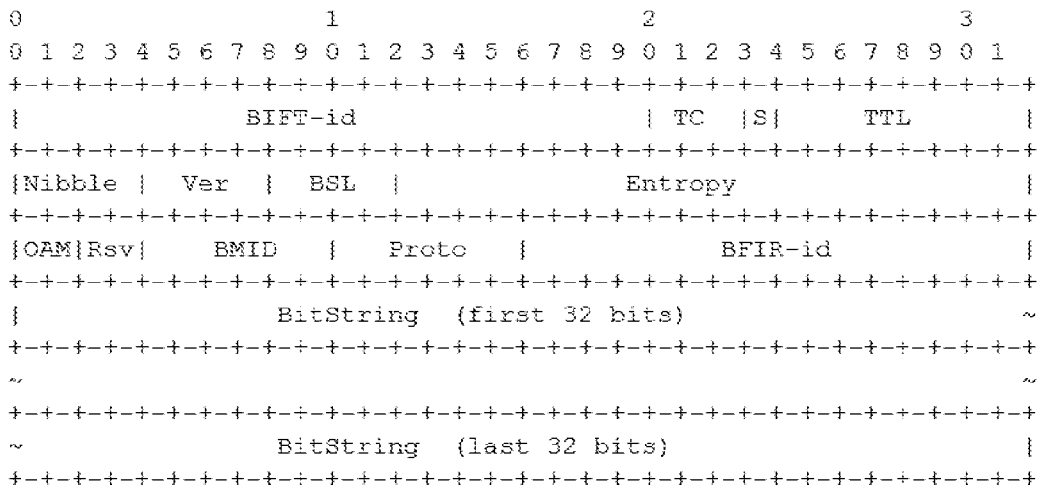 0                   1                   2                   3
0 1 2 3 4 5 6 7 8 9 0 1 2 3 4 5 6 7 8 9 0 1 2 3 4 5 6 7 8 9 0 1
+-+-+-+-+-+-+-+-+-+-+-+-+-+-+-+-+-+-+-+-+-+-+-+-+-+-+-+-+-+-+-+-+
|              BIFT-id                  | TC  |S|     TTL       |
+-+-+-+-+-+-+-+-+-+-+-+-+-+-+-+-+-+-+-+-+-+-+-+-+-+-+-+-+-+-+-+-+
|Nibble |  Ver  |  BSL  |              Entropy                  |
+-+-+-+-+-+-+-+-+-+-+-+-+-+-+-+-+-+-+-+-+-+-+-+-+-+-+-+-+-+-+-+-+
|OAM|Rsv|    BMID   |   Proto   |            BFIR-id            |
+-+-+-+-+-+-+-+-+-+-+-+-+-+-+-+-+-+-+-+-+-+-+-+-+-+-+-+-+-+-+-+-+
|                BitString  (first 32 bits)                     ~
+-+-+-+-+-+-+-+-+-+-+-+-+-+-+-+-+-+-+-+-+-+-+-+-+-+-+-+-+-+-+-+-+
~                                                               ~
+-+-+-+-+-+-+-+-+-+-+-+-+-+-+-+-+-+-+-+-+-+-+-+-+-+-+-+-+-+-+-+-+
~                BitString  (last 32 bits)                      |
+-+-+-+-+-+-+-+-+-+-+-+-+-+-+-+-+-+-+-+-+-+-+-+-+-+-+-+-+-+-+-+-+